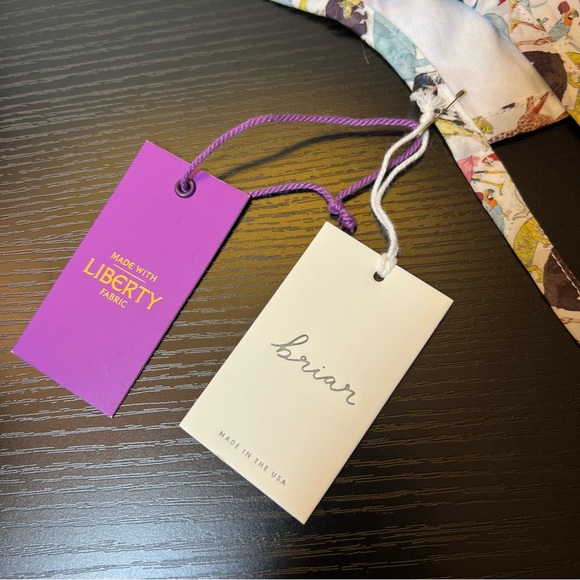 MADE WITH
LIBERTY
FABRIC
briar
MADE IN THE USA